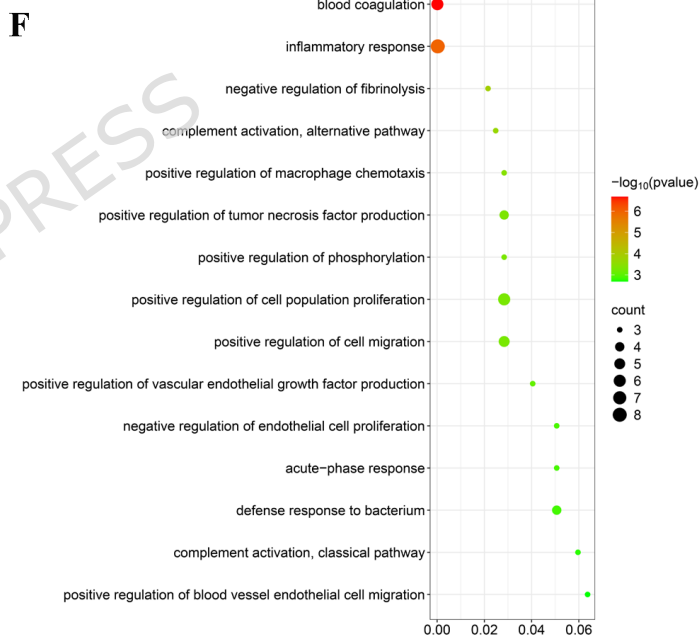 F
blood coagulation
inflammatory response
negative regulation of fibrinolysis
complement activation, alternative pathway
positive regulation of macrophage chemotaxis
positive regulation of tumor necrosis factor production
positive regulation of phosphorylation
positive regulation of cell population proliferation
positive regulation of cell migration
positive regulation of vascular endothelial growth factor production
negative regulation of endothelial cell proliferation
acute−phase response
defense response to bacterium
complement activation, classical pathway
positive regulation of blood vessel endothelial cell migration
0.00 0.02 0.04 0.06
−log10(pvalue)
6
5
4
3
count
3
4
5
6
7
8
PRESS